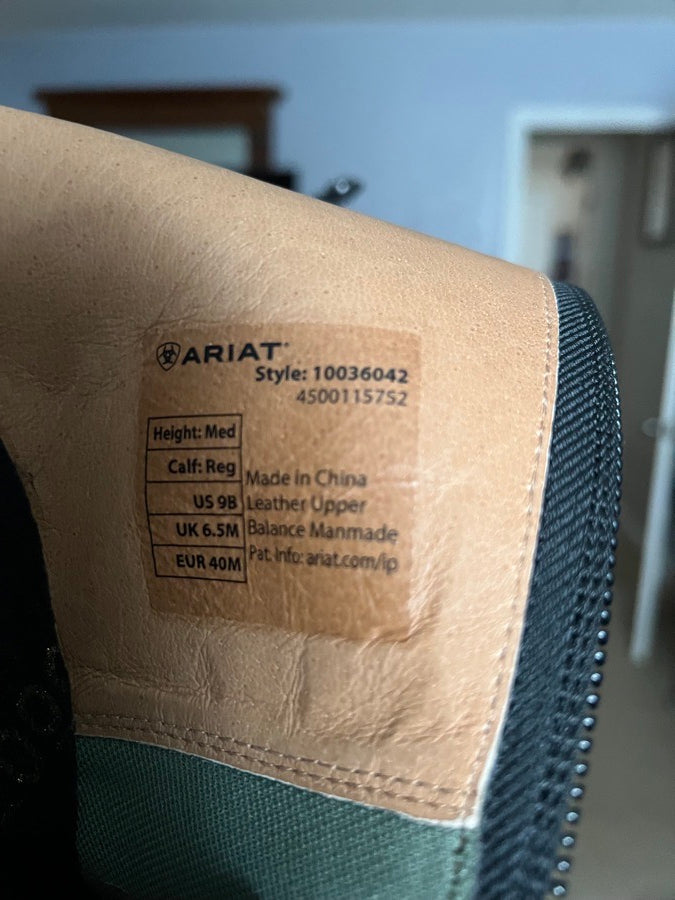 ARIAT
Style: 10036042
4500115752
Height: Med
Calf: Reg
US 9B
UK 6.5M
EUR 40M
Made in China
Leather Upper
Balance Manmade
Pat. Info: ariat.com/ip